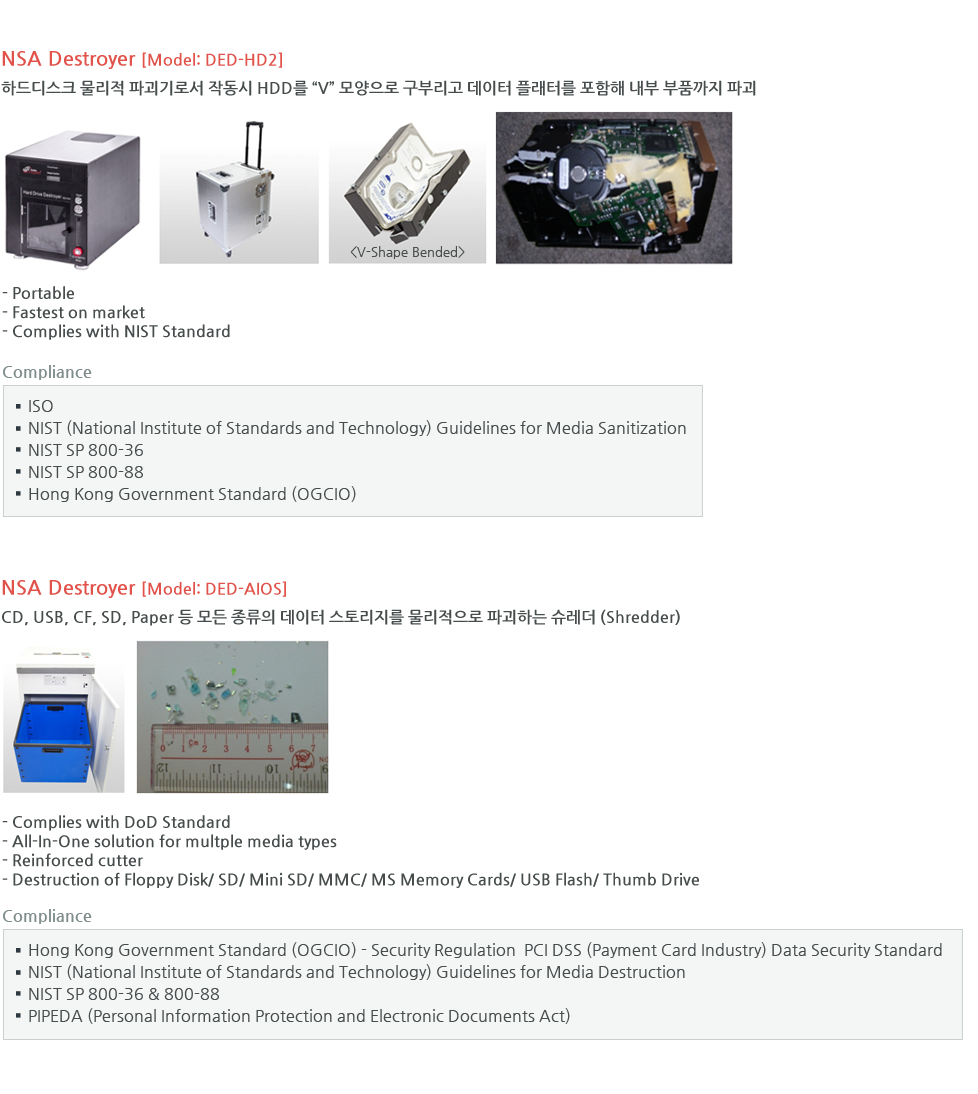 NSA Destroyer [Model: DED-HD2]
하드디스크 물리적 파괴기로서 작동시 HDD를 “V” 모양으로 구부리고 데이터 플래터를 포함해 내부 부품까지 파괴
Hard Drive Destroyer
<V-Shape Bended>
- Portable
- Fastest on market
- Complies with NIST Standard
Compliance
▪ ISO
▪ NIST (National Institute of Standards and Technology) Guidelines for Media Sanitization
▪ NIST SP 800-36
▪ NIST SP 800-88
▪ Hong Kong Government Standard (OGCIO)
NSA Destroyer [Model: DED-AIOS]
CD, USB, CF, SD, Paper 등 모든 종류의 데이터 스토리지를 물리적으로 파괴하는 슈레더 (Shredder)
0 1 Cm 2 3 4 5 6 7
12 11 10 9
- Complies with DoD Standard
- All-In-One solution for multple media types
- Reinforced cutter
- Destruction of Floppy Disk/ SD/ Mini SD/ MMC/ MS Memory Cards/ USB Flash/ Thumb Drive
Compliance
▪ Hong Kong Government Standard (OGCIO) - Security Regulation  PCI DSS (Payment Card Industry) Data Security Standard
▪ NIST (National Institute of Standards and Technology) Guidelines for Media Destruction
▪ NIST SP 800-36 & 800-88
▪ PIPEDA (Personal Information Protection and Electronic Documents Act)